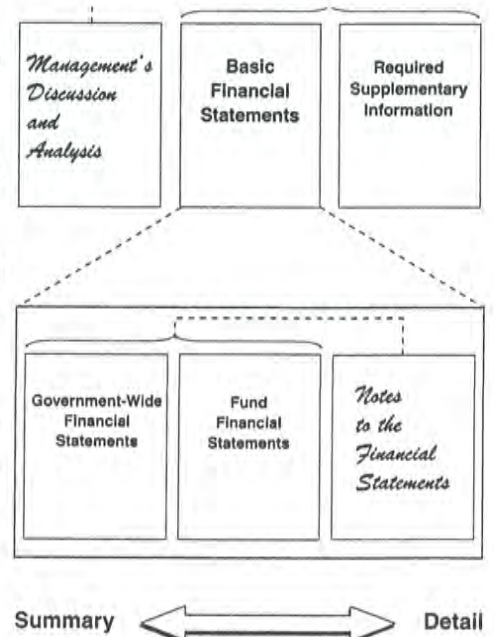 Management's
Discussion
and
Analysis
Basic
Financial
Statements
Required
Supplementary
Information
Government-Wide
Financial
Statements
Fund
Financial
Statements
Notes
to the
Financial
Statements
Summary
Detail